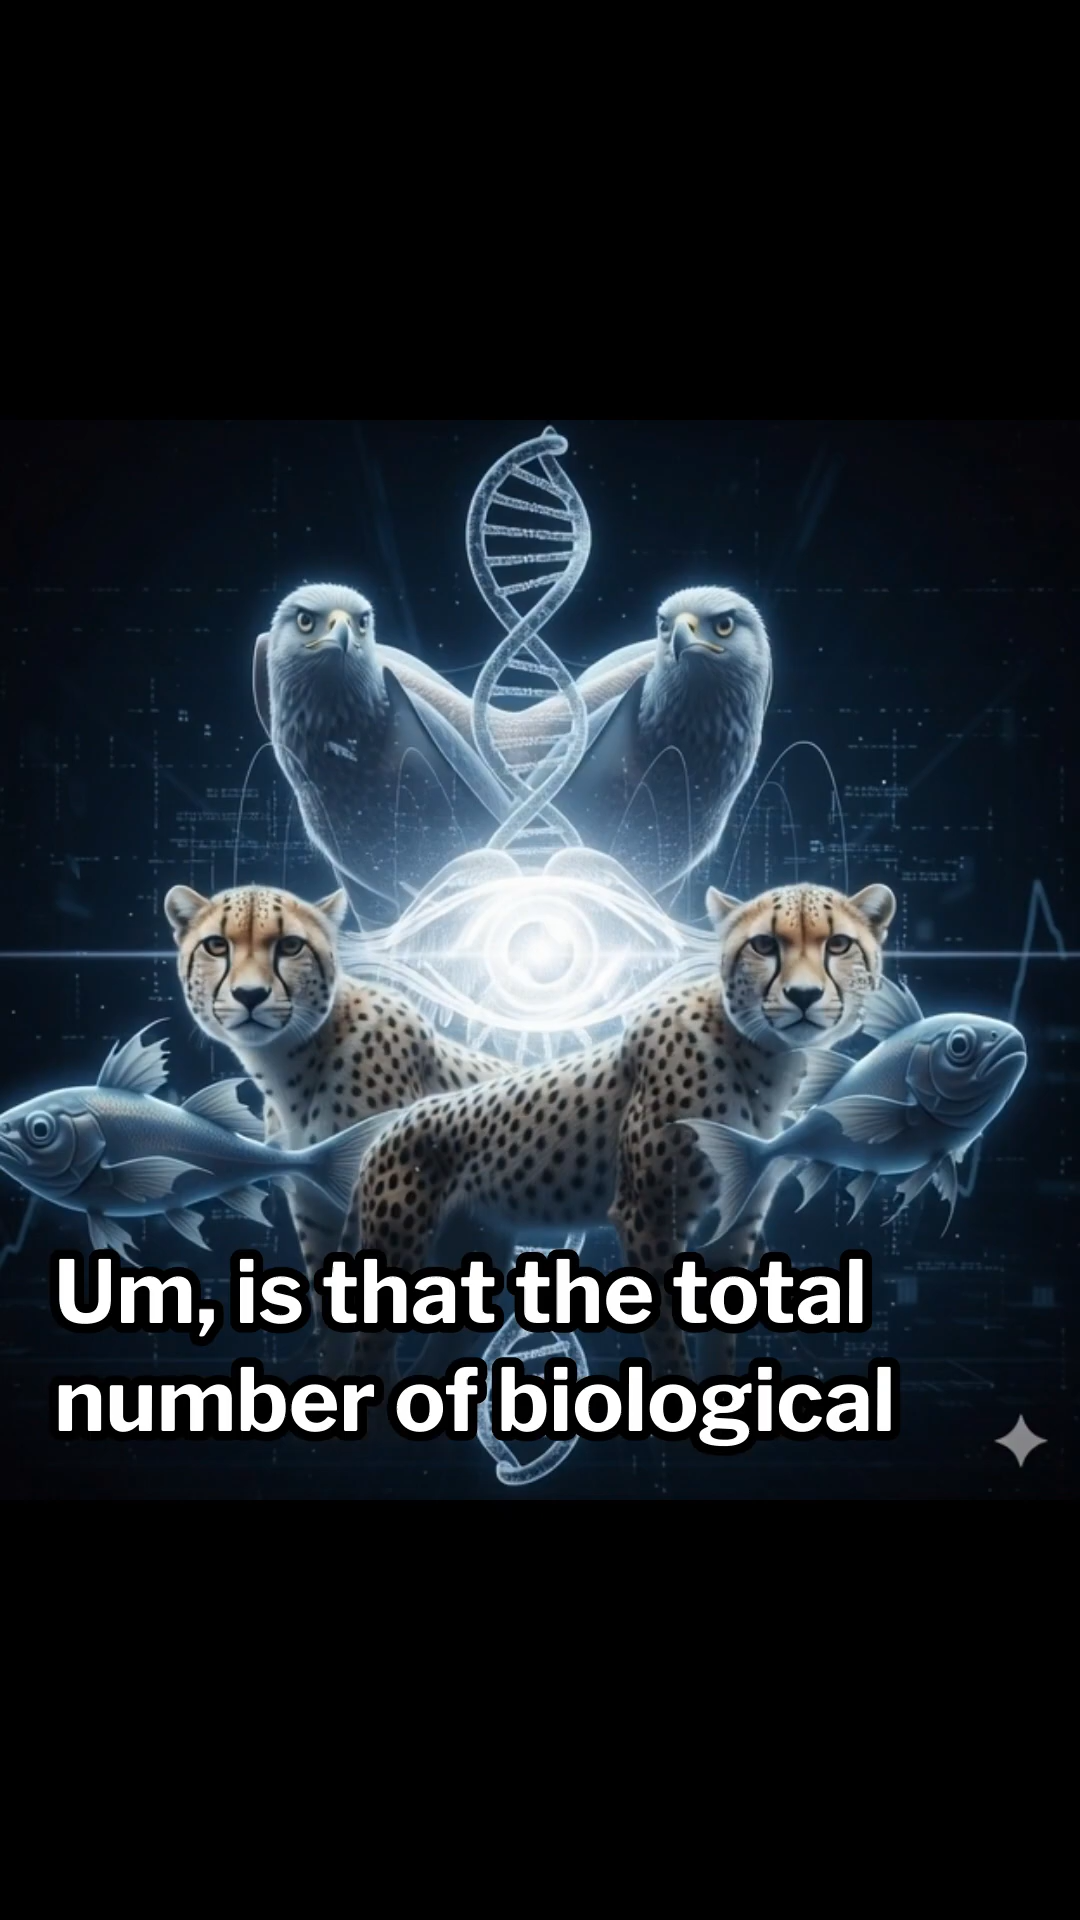 Um, is that the total
number of biological